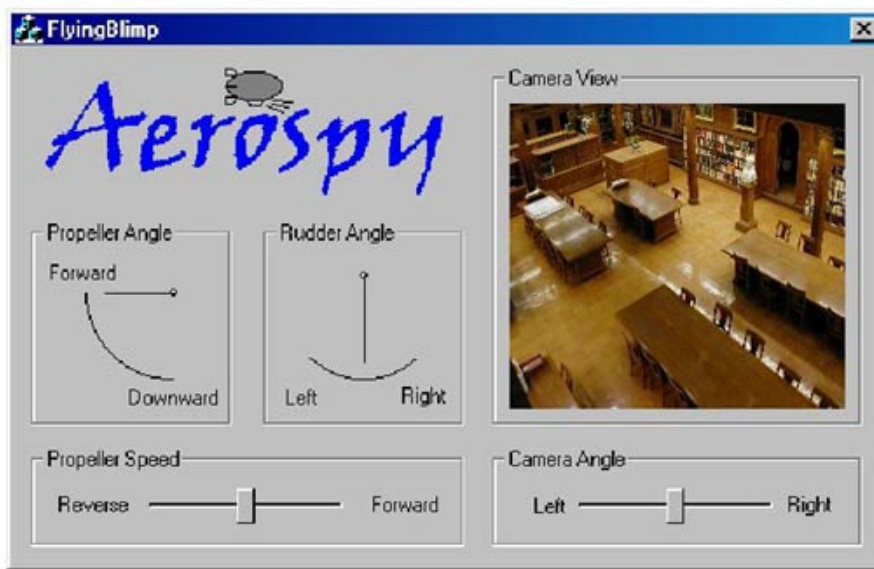 FlyingBlimp
Aerospy
Camera View
Propeller Angle
Forward
Downward
Rudder Angle
Left
Right
Propeller Speed
Reverse
Forward
Camera Angle
Left
Right